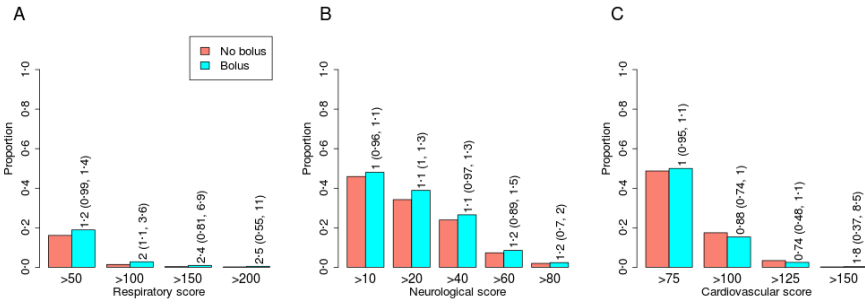 A
No bolus
Bolus
Proportion
0·0 0·2 0·4 0·6 0·8 1·0
1·2 (0·99, 1·4)
2 (1·1, 3·6)
2·4 (0·81, 6·9)
2·5 (0·55, 11)
>50 >100 >150 >200
Respiratory score
B
Proportion
0·0 0·2 0·4 0·6 0·8 1·0
1 (0·96, 1·1)
1·1 (1, 1·3)
1·1 (0·97, 1·3)
1·2 (0·89, 1·5)
1·2 (0·7, 2)
>10 >20 >40 >60 >80
Neurological score
C
Proportion
0·0 0·2 0·4 0·6 0·8 1·0
1 (0·95, 1·1)
0·88 (0·74, 1)
0·74 (0·48, 1·1)
1·8 (0·37, 8·5)
>75 >100 >125 >150
Cardiovascular score